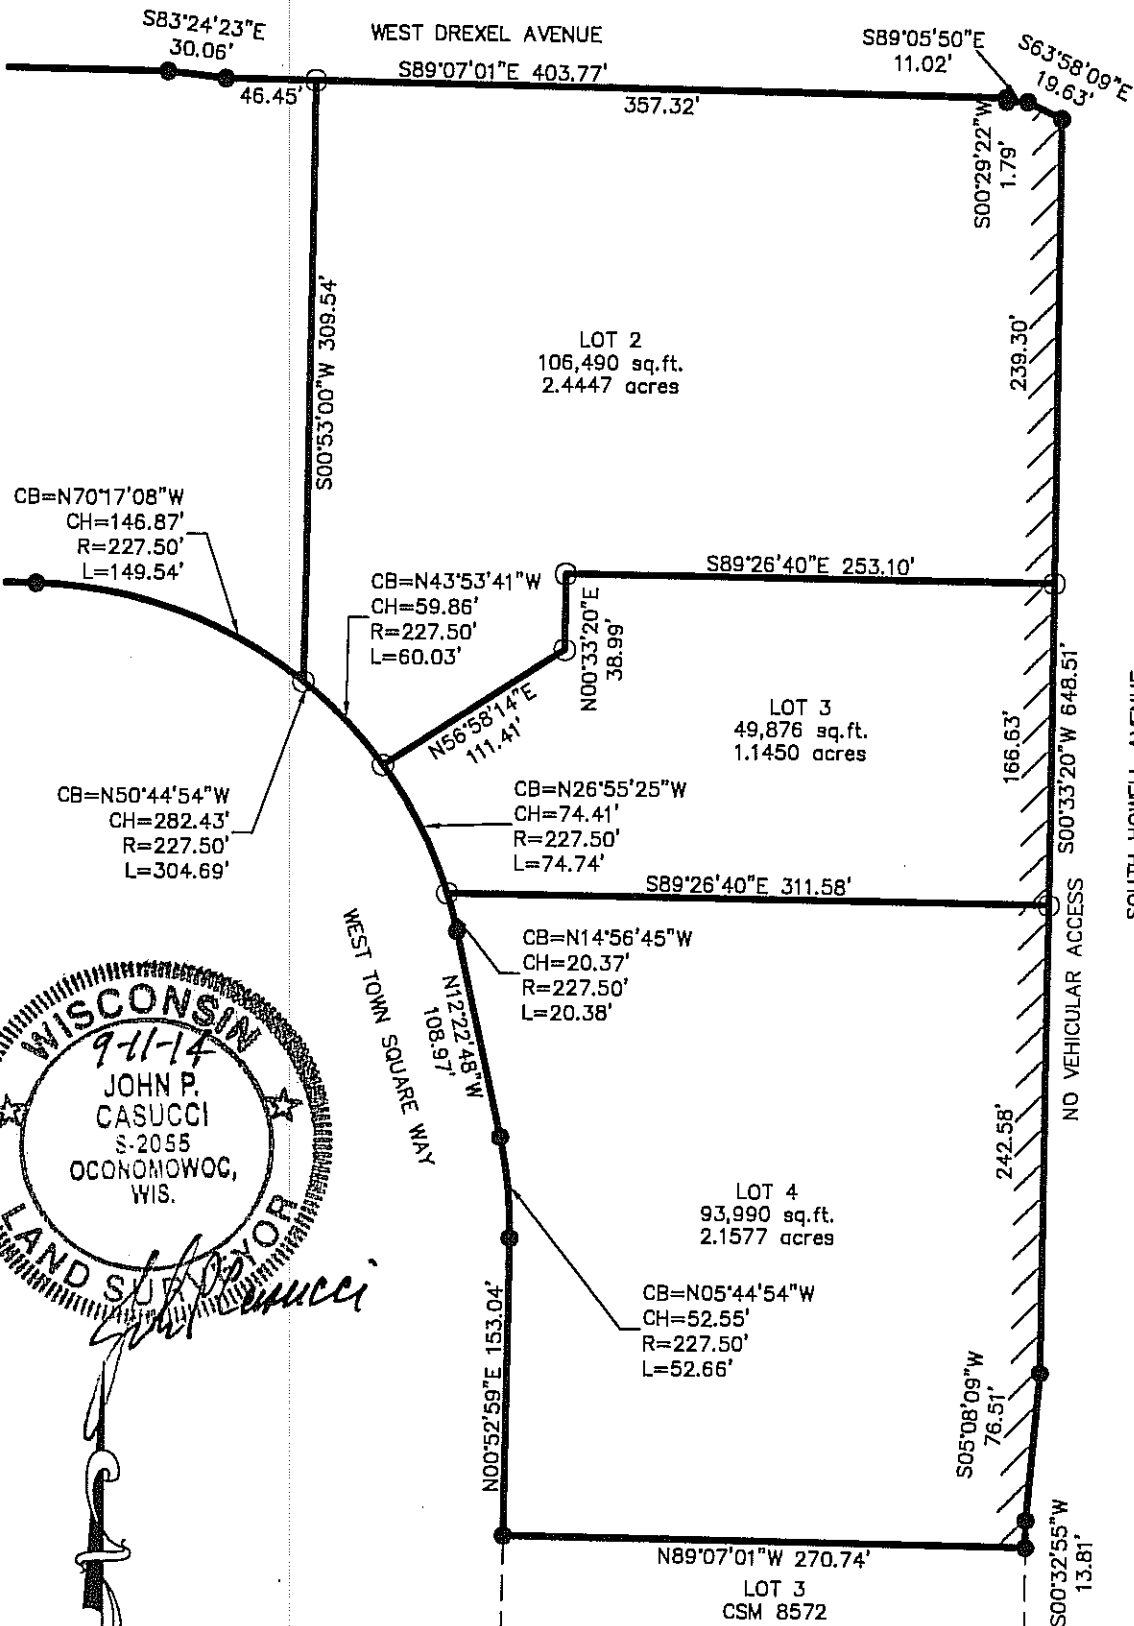 S83°24'23"E
30.06'
WEST DREXEL AVENUE
S89°05'50"E
11.02'
S63°58'09"E
19.63'
S89°07'01"E 403.77'
46.45'
357.32'
S00°29'22"W
1.79'
S00°53'00"W 309.54'
LOT 2
106,490 sq.ft.
2.4447 acres
239.30'
CB=N70°17'08"W
CH=146.87'
R=227.50'
L=149.54'
CB=N43°53'41"W
CH=59.86'
R=227.50'
L=60.03'
S89°26'40"E 253.10'
N00°33'20"E
38.99'
N56°58'14"E
111.41'
LOT 3
49,876 sq.ft.
1.1450 acres
166.63'
S00°33'20"W 648.51'
SOUTH HOWELL AVENUE
CB=N50°44'54"W
CH=282.43'
R=227.50'
L=304.69'
CB=N26°55'25"W
CH=74.41'
R=227.50'
L=74.74'
S89°26'40"E 311.58'
WEST TOWN SQUARE WAY
CB=N14°56'45"W
CH=20.37'
R=227.50'
L=20.38'
N12°22'48"W
108.97'
NO VEHICULAR ACCESS
WISCONSIN
9-11-14
JOHN P.
CASUCCI
S-2055
OCONOMOWOC,
WIS.
LAND SURVEYOR
242.58'
LOT 4
93,990 sq.ft.
2.1577 acres
CB=N05°44'54"W
CH=52.55'
R=227.50'
L=52.66'
N00°52'59"E 153.04'
S05°08'09"W
76.51'
N89°07'01"W 270.74'
S00°32'55"W
13.81'
LOT 3
CSM 8572